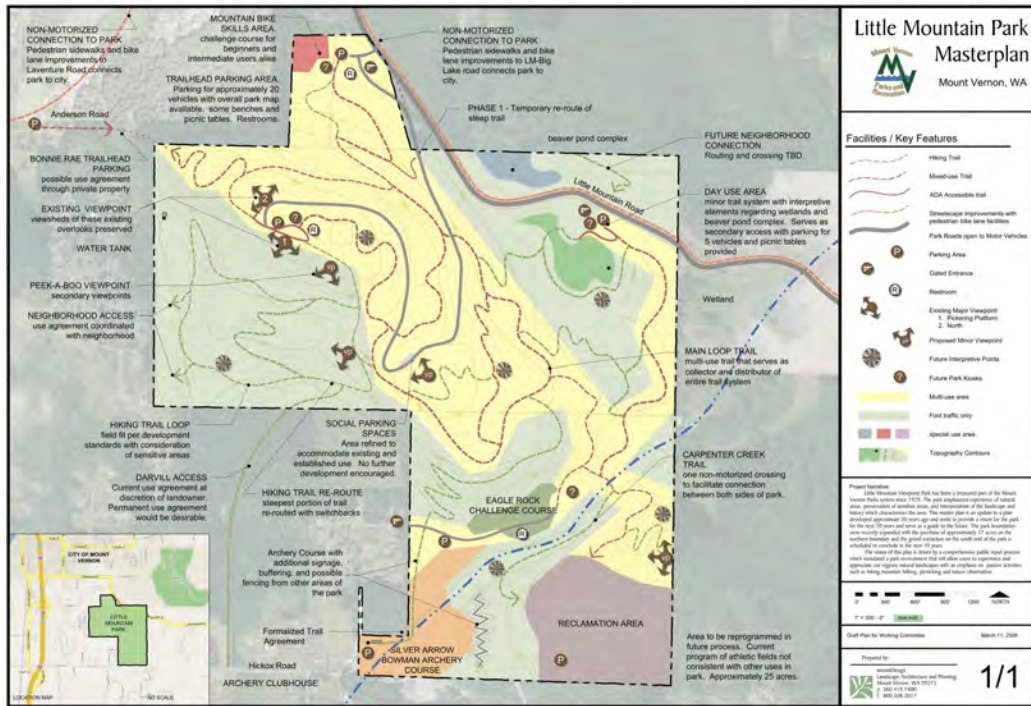 NON-MOTORIZED
CONNECTION TO PARK
Pedestrian sidewalks and bike
lane improvements to
Laventure Road connects
park to city.
Anderson Road
BONNIE RAE TRAILHEAD
PARKING
possible use agreement
through private property
EXISTING VIEWPOINT
viewsheds of these existing
overlooks preserved
WATER TANK
PEEK-A-BOO VIEWPOINT
secondary viewpoints
NEIGHBORHOOD ACCESS
use agreement coordinated
with neighborhood
HIKING TRAIL LOOP
field fit per development
standards with consideration
of sensitive areas
DARVILL ACCESS
Current use agreement at
discretion of landowner.
Permanent use agreement
would be desirable.
MOUNTAIN BIKE
SKILLS AREA.
challenge course for
beginners and
intermediate users alike
TRAILHEAD PARKING AREA.
Parking for approximately 20
vehicles with overall park map
available. some benches and
picnic tables. Restrooms.
NON-MOTORIZED
CONNECTION TO PARK
Pedestrian sidewalks and bike
lane improvements to LM-Big
Lake road connects park to
city.
PHASE 1 - Temporary re-route of
steep trail
beaver pond complex
Little Mountain Road
FUTURE NEIGHBORHOOD
CONNECTION
Routing and crossing TBD.
DAY USE AREA
minor trail system with interpretive
elements regarding wetlands and
beaver pond complex. Serves as
secondary access with parking for
5 vehicles and picnic tables
provided
Wetland
MAIN LOOP TRAIL
multi-use trail that serves as
collector and distributor of
entire trail system
CARPENTER CREEK
TRAIL
one non-motorized crossing
to facilitate connection
between both sides of park.
SOCIAL PARKING
SPACES
Area refined to
accommodate existing and
established use. No further
development encouraged.
HIKING TRAIL RE-ROUTE
steepest portion of trail
re-routed with switchbacks
EAGLE ROCK
CHALLENGE COURSE
Archery Course with
additional signage,
buffering, and possible
fencing from other areas of
the park
Formalized Trail
Agreement
Hickox Road
ARCHERY CLUBHOUSE
SILVER ARROW
BOWMAN ARCHERY
COURSE
RECLAMATION AREA
Area to be reprogrammed in
future process. Current
program of athletic fields not
consistent with other uses in
park. Approximately 25 acres.
CITY OF MOUNT
VERNON
LITTLE
MOUNTAIN
PARK
LOCATION MAP
NO SCALE
Little Mountain Park
Masterplan
Mount Vernon
Parks and
Recreation
Mount Vernon, WA
Facilities / Key Features
Hiking Trail
Mixed-use Trail
ADA Accessible trail
Streetscape improvements with
pedestrian bike lane facilities
Park Roads open to Motor Vehicles
Parking Area
Gated Entrance
Restroom
Existing Major Viewpoint
1. Pickering Platform
2. North
Proposed Minor Viewpoint
Future Interpretive Points
Future Park Kiosks
Multi-use area
Foot traffic only
special use area
Topography Contours
Project Narrative:
NORTH
Draft Plan for Working Committee
March 11, 2008
Prepared by:
Landscape Architecture and Planning
Mount Vernon, WA 98273
1/1